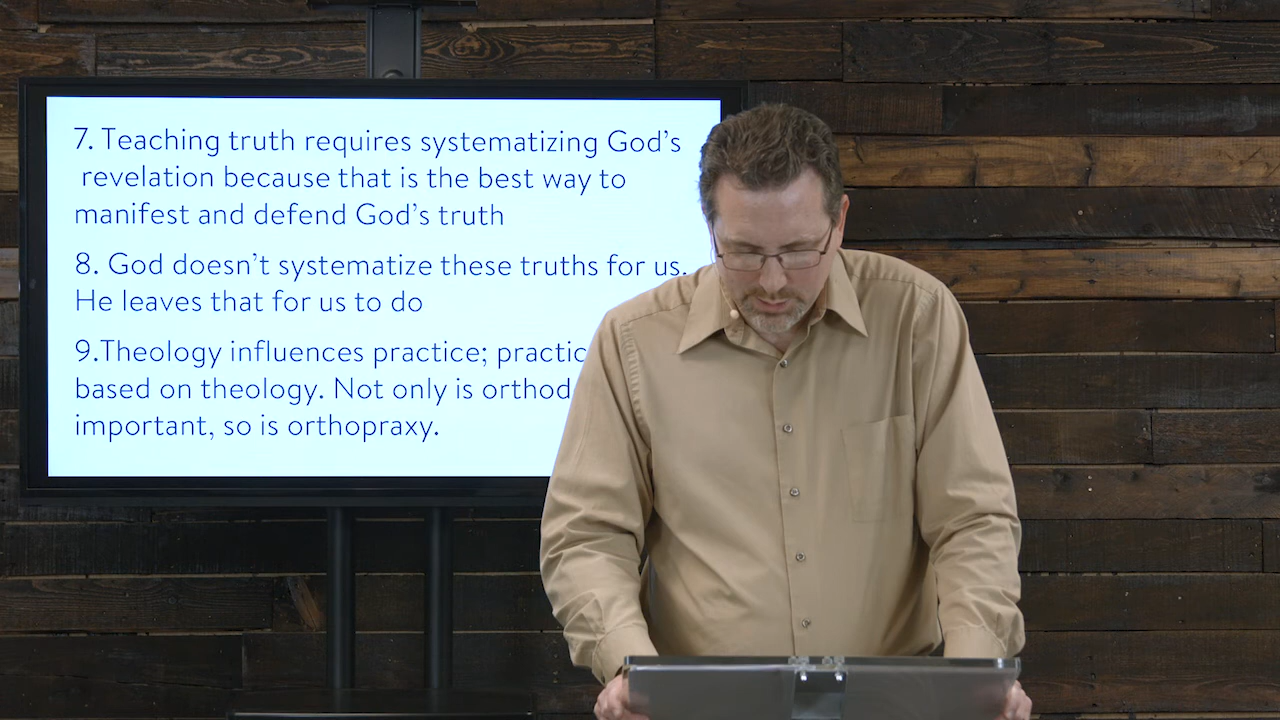 7. Teaching truth requires systematizing God's
revelation because that is the best way to
manifest and defend God's truth
8. God doesn't systematize these truths for us.
He leaves that for us to do
9.Theology influences practice;
based on theology. Not only is
important, so is orthopraxy.